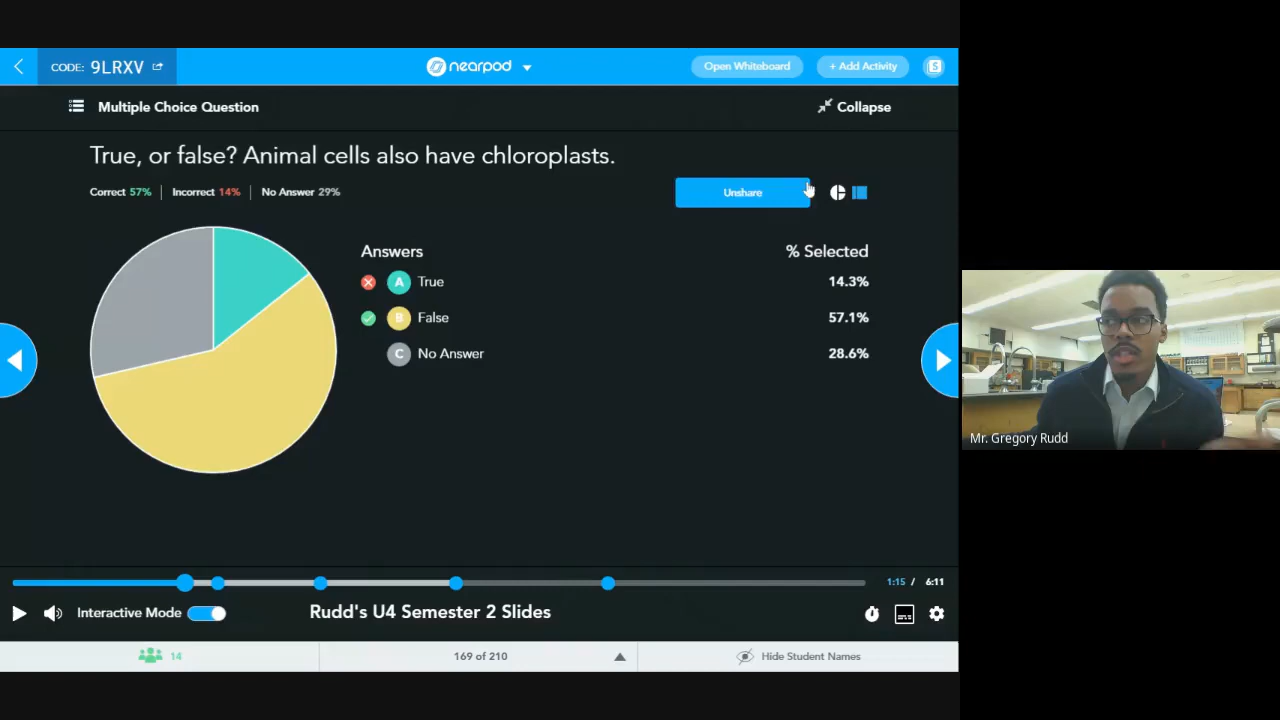 CODE: 9LRXV
nearpod
Open Whiteboard
+ Add Activity
5
Multiple Choice Question
Collapse
True, or false? Animal cells also have chloroplasts.
Correct 57% | Incorrect 14% | No Answer 29%
Unshare
Answers
% Selected
A True 14.3%
B False 57.1%
C No Answer 28.6%
Mr. Gregory Rudd
1:15 / 6:11
Interactive Mode
Rudd's U4 Semester 2 Slides
14
169 of 210
Hide Student Names